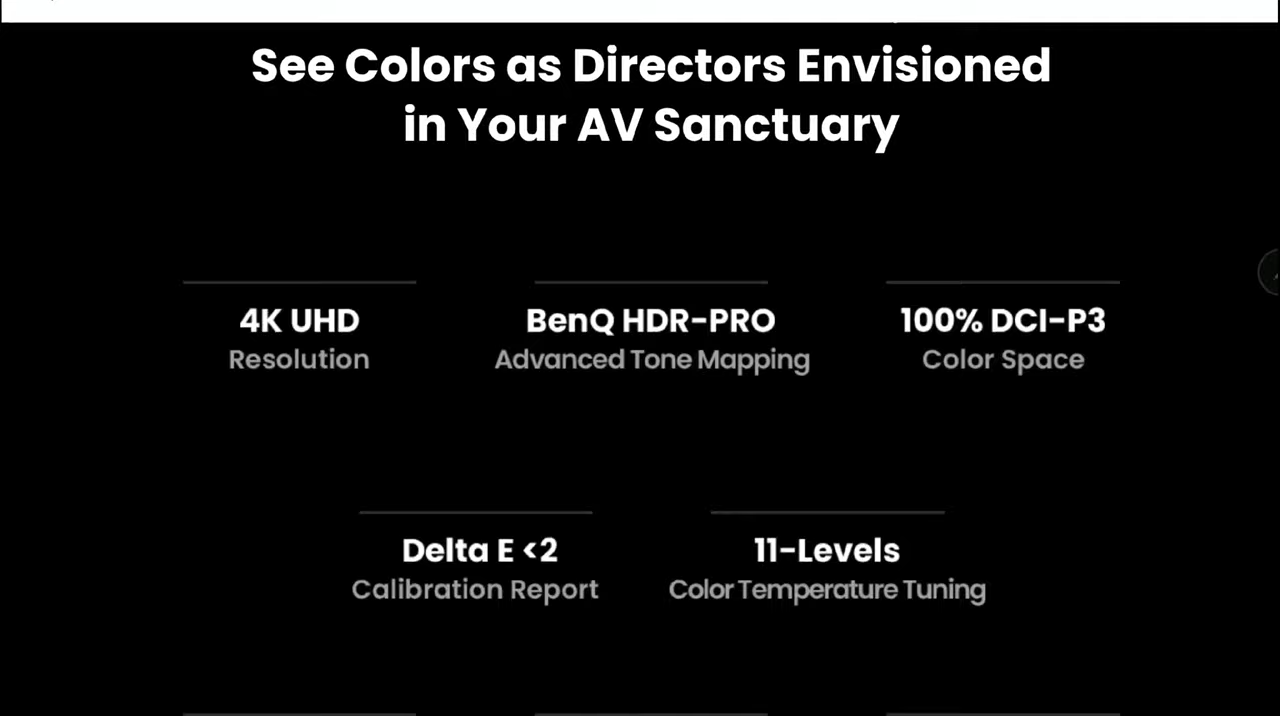 See Colors as Directors Envisioned
in Your AV Sanctuary
4K UHD
Resolution
BenQ HDR-PRO
Advanced Tone Mapping
100% DCI-P3
Color Space
Delta E <2
Calibration Report
11-Levels
Color Temperature Tuning